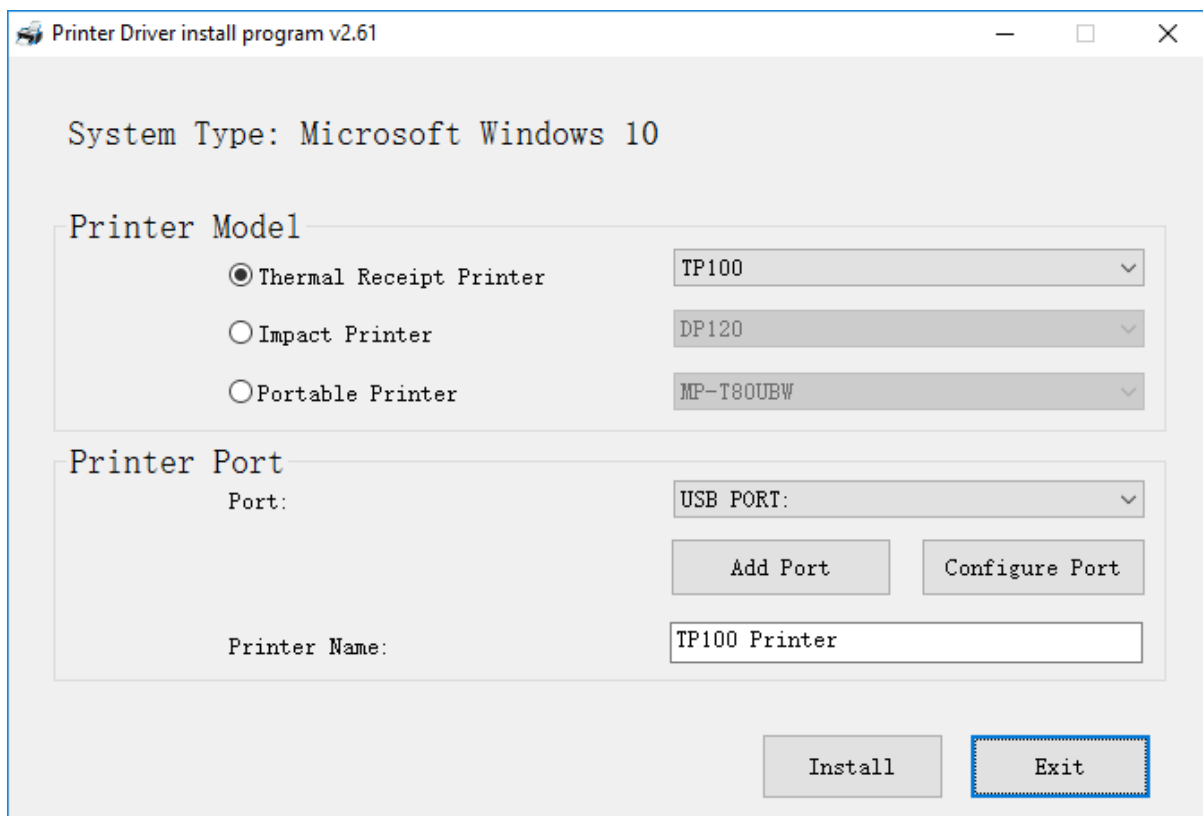 Printer Driver install program v2.61
System Type: Microsoft Windows 10
Printer Model
Thermal Receipt Printer TP100
Impact Printer DP120
Portable Printer MP-T80UBW
Printer Port
Port: USB PORT:
Add Port Configure Port
Printer Name: TP100 Printer
Install Exit